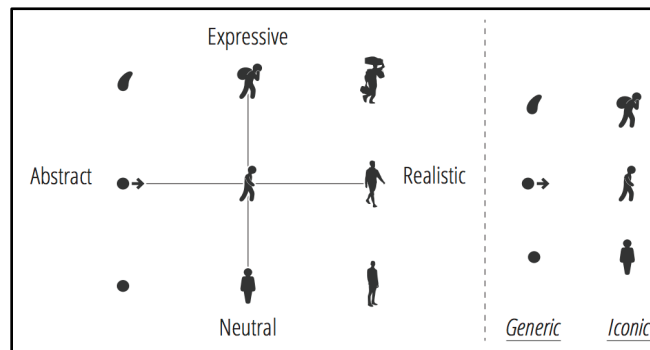 Expressive
Abstract
Realistic
Neutral
Generic
Iconic